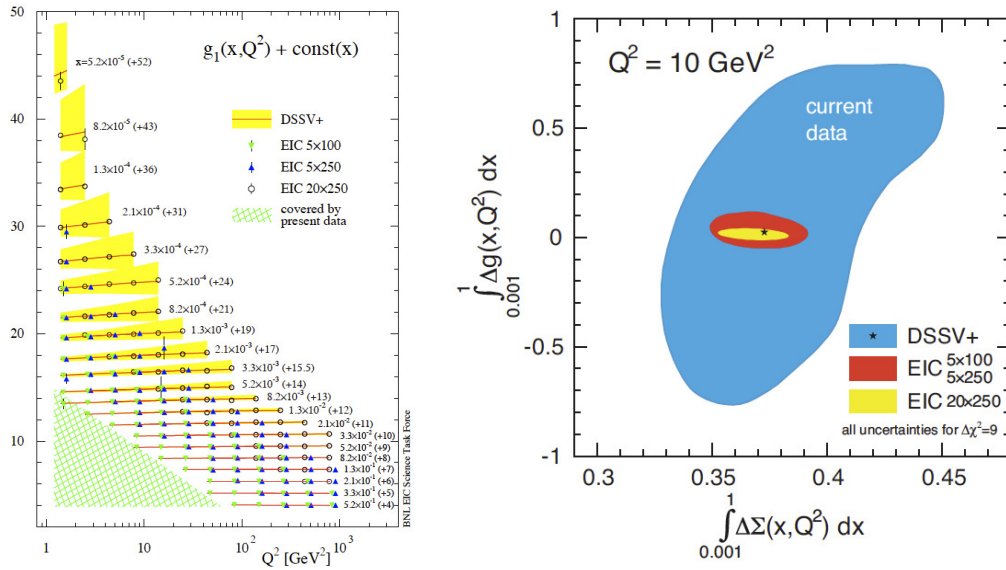 50
40
30
20
10
1
10
10²
10³
Q² [GeV²]
g₁(x,Q²) + const(x)
DSSV+
EIC 5×100
EIC 5×250
EIC 20×250
covered by
present data
x=5.2×10⁻⁵ (+52)
8.2×10⁻⁵ (+43)
1.3×10⁻⁴ (+36)
2.1×10⁻⁴ (+31)
3.3×10⁻⁴ (+27)
5.2×10⁻⁴ (+24)
8.2×10⁻⁴ (+21)
1.3×10⁻³ (+19)
2.1×10⁻³ (+17)
3.3×10⁻³ (+15.5)
5.2×10⁻³ (+14)
8.2×10⁻³ (+13)
1.3×10⁻² (+12)
2.1×10⁻² (+11)
3.3×10⁻² (+10)
5.2×10⁻² (+9)
8.2×10⁻² (+8)
1.3×10⁻¹ (+7)
2.1×10⁻¹ (+6)
3.3×10⁻¹ (+5)
5.2×10⁻¹ (+4)
BNL EIC Science Task Force
1
0.5
0
-0.5
-1
∫¹₀.₀₀₁ Δg(x,Q²) dx
Q² = 10 GeV²
current
data
DSSV+
EIC 5×100
5×250
EIC 20×250
all uncertainties for Δχ²=9
0.3
0.35
0.4
0.45
∫¹₀.₀₀₁ ΔΣ(x,Q²) dx